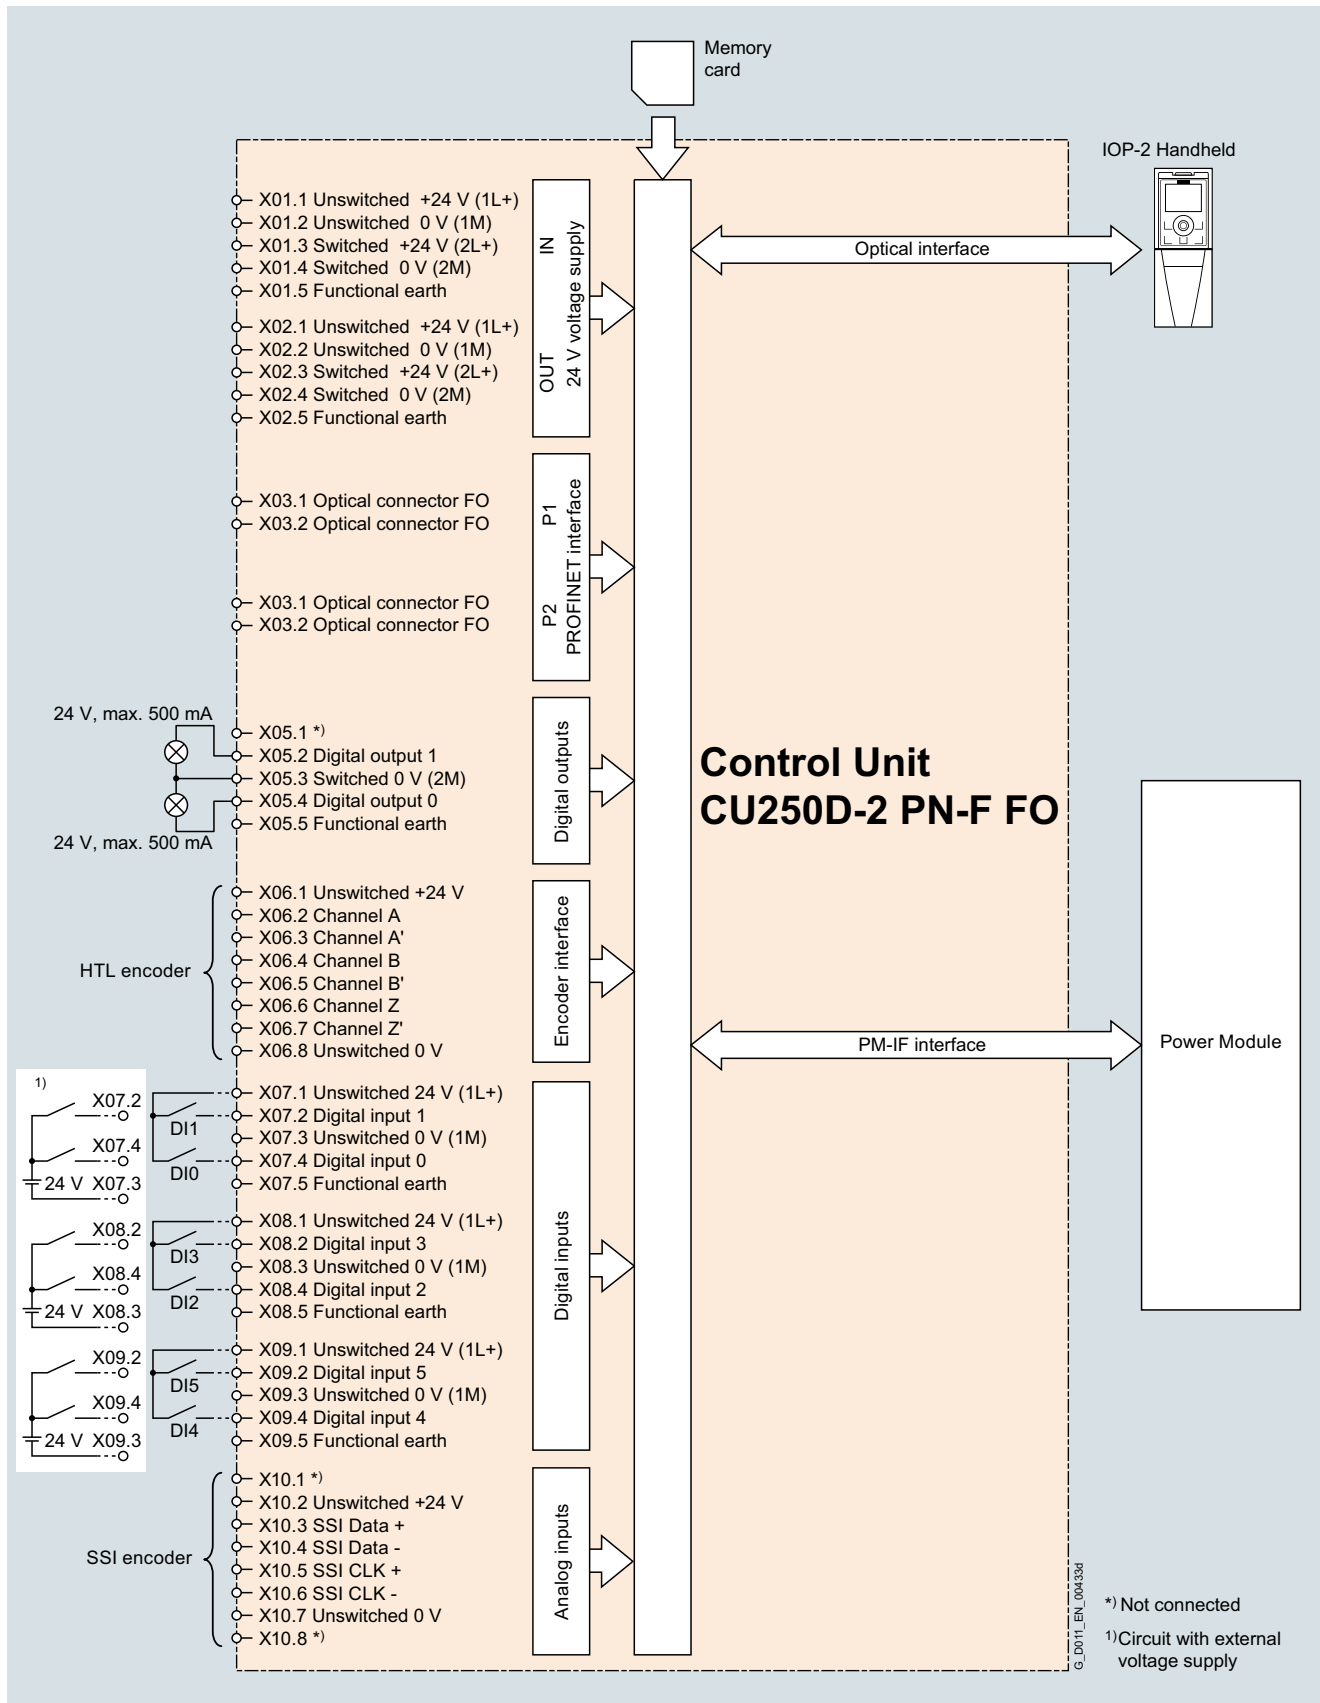 Memory
card
IOP-2 Handheld
X01.1 Unswitched +24 V (1L+)
X01.2 Unswitched 0 V (1M)
X01.3 Switched +24 V (2L+)
X01.4 Switched 0 V (2M)
X01.5 Functional earth
X02.1 Unswitched +24 V (1L+)
X02.2 Unswitched 0 V (1M)
X02.3 Switched +24 V (2L+)
X02.4 Switched 0 V (2M)
X02.5 Functional earth
OUT IN
24 V voltage supply
Optical interface
X03.1 Optical connector FO
X03.2 Optical connector FO
X03.1 Optical connector FO
X03.2 Optical connector FO
P2 P1
PROFINET interface
24 V, max. 500 mA
24 V, max. 500 mA
X05.1 *)
X05.2 Digital output 1
X05.3 Switched 0 V (2M)
X05.4 Digital output 0
X05.5 Functional earth
Digital outputs
Control Unit
CU250D-2 PN-F FO
HTL encoder
X06.1 Unswitched +24 V
X06.2 Channel A
X06.3 Channel A'
X06.4 Channel B
X06.5 Channel B'
X06.6 Channel Z
X06.7 Channel Z'
X06.8 Unswitched 0 V
Encoder interface
PM-IF interface
Power Module
1)
X07.2
X07.4
24 V X07.3
DI1
DI0
X07.1 Unswitched 24 V (1L+)
X07.2 Digital input 1
X07.3 Unswitched 0 V (1M)
X07.4 Digital input 0
X07.5 Functional earth
X08.2
X08.4
24 V X08.3
DI3
DI2
X08.1 Unswitched 24 V (1L+)
X08.2 Digital input 3
X08.3 Unswitched 0 V (1M)
X08.4 Digital input 2
X08.5 Functional earth
Digital inputs
X09.2
X09.4
24 V X09.3
DI5
DI4
X09.1 Unswitched 24 V (1L+)
X09.2 Digital input 5
X09.3 Unswitched 0 V (1M)
X09.4 Digital input 4
X09.5 Functional earth
SSI encoder
X10.1 *)
X10.2 Unswitched +24 V
X10.3 SSI Data +
X10.4 SSI Data -
X10.5 SSI CLK +
X10.6 SSI CLK -
X10.7 Unswitched 0 V
X10.8 *)
Analog inputs
G_D011_EN_00433d
*) Not connected
1) Circuit with external
voltage supply